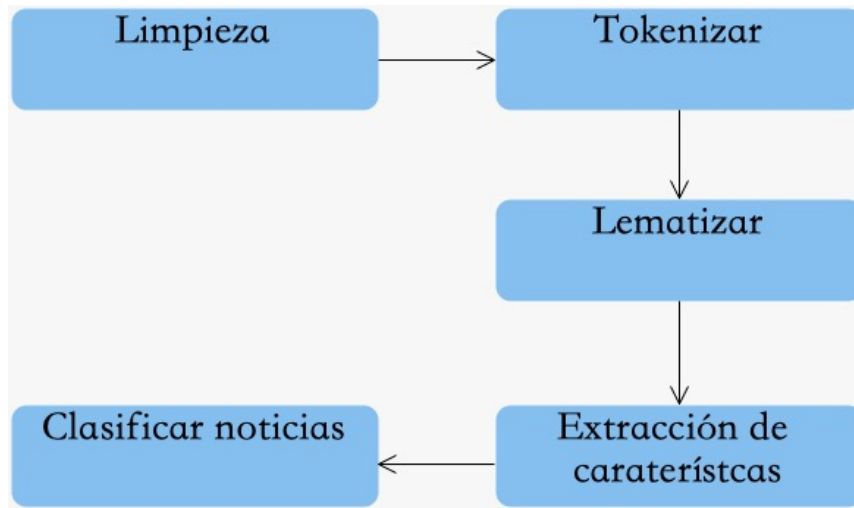 Limpieza
Tokenizar
Lematizar
Extracción de
caraterístcas
Clasificar noticias